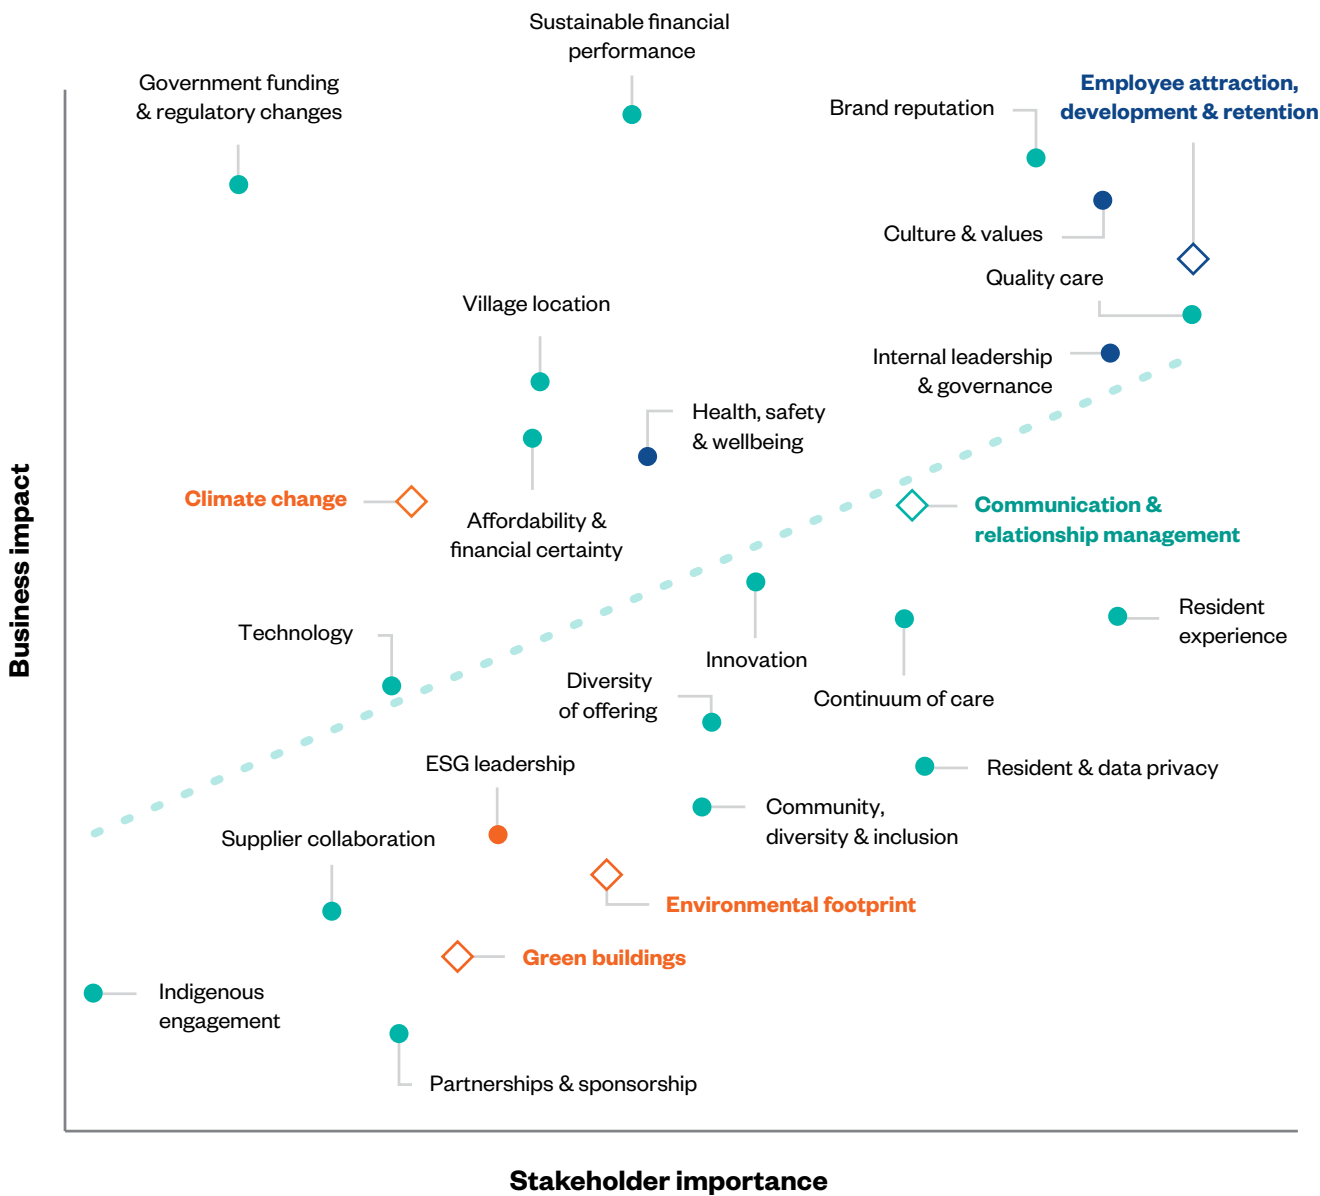 Sustainable financial
performance
Government funding
& regulatory changes
Brand reputation
Employee attraction,
development & retention
Culture & values
Quality care
Village location
Internal leadership
& governance
Health, safety
& wellbeing
Climate change
Affordability &
financial certainty
Communication &
relationship management
Business impact
Technology
Innovation
Resident
experience
Diversity
of offering
Continuum of care
ESG leadership
Resident & data privacy
Community,
diversity & inclusion
Supplier collaboration
Environmental footprint
Green buildings
Indigenous
engagement
Partnerships & sponsorship
Stakeholder importance